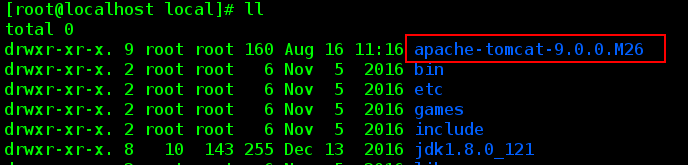 [root@localhost local]# ll
total 0
drwxr-xr-x. 9 root root 160 Aug 16 11:16 apache-tomcat-9.0.0.M26
drwxr-xr-x. 2 root root   6 Nov  5  2016 bin
drwxr-xr-x. 2 root root   6 Nov  5  2016 etc
drwxr-xr-x. 2 root root   6 Nov  5  2016 games
drwxr-xr-x. 2 root root   6 Nov  5  2016 include
drwxr-xr-x. 8   10  143 255 Dec 13  2016 jdk1.8.0_121